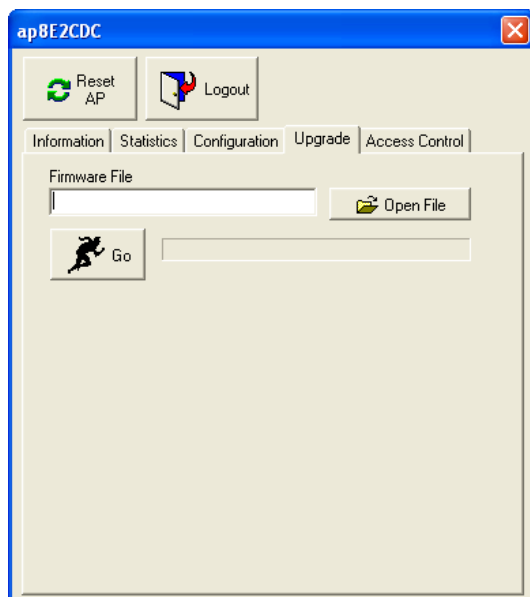 ap8E2CDC
Reset
AP
Logout
Information Statistics Configuration Upgrade Access Control
Firmware File
Open File
Go